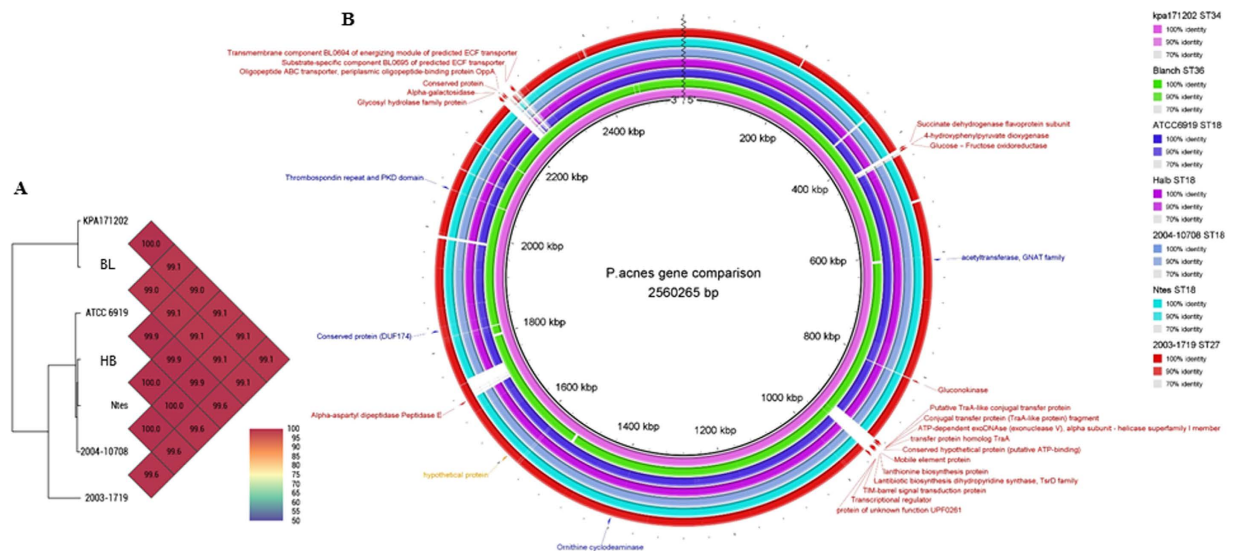 A
KPA171202
BL
ATCC 6919
HB
Ntes
2004-10708
2003-1719
100.0
99.1
99.0
99.0
99.1
99.1
99.9
99.1
99.1
99.9
99.1
99.1
100.0
99.9
99.1
100.0
99.6
100.0
99.6
99.6
99.6
100
95
90
85
80
75
70
65
60
55
50
B
Transmembrane component BL0694 of energizing module of predicted ECF transporter
Substrate-specific component BL0695 of predicted ECF transporter
Oligopeptide ABC transporter, periplasmic oligopeptide-binding protein OppA
Conserved protein
Alpha-galactosidase
Glycosyl hydrolase family protein
Thrombospondin repeat and PKD domain
Conserved protein (DUF174)
Alpha-aspartyl dipeptidase Peptidase E
hypothetical protein
Ornithine cyclodeaminase
3' 5'
200 kbp
400 kbp
600 kbp
800 kbp
1000 kbp
1200 kbp
1400 kbp
1600 kbp
1800 kbp
2000 kbp
2200 kbp
2400 kbp
P.acnes gene comparison
2560265 bp
Succinate dehydrogenase flavoprotein subunit
4-hydroxyphenylpyruvate dioxygenase
Glucose - Fructose oxidoreductase
acetyltransferase, GNAT family
Gluconokinase
Putative TraA-like conjugal transfer protein
Conjugal transfer protein (TraA-like protein) fragment
ATP-dependent exoDNAse (exonuclease V), alpha subunit - helicase superfamily I member
transfer protein homolog TraA
Conserved hypothetical protein (putative ATP-binding)
Mobile element protein
lanthionine biosynthesis protein
Lantibiotic biosynthesis dihydropyridine synthase, TsrD family
TIM-barrel signal transduction protein
Transcriptional regulator
protein of unknown function UPF0261
kpa171202 ST34
100% identity
90% identity
70% identity
Blanch ST36
100% identity
90% identity
70% identity
ATCC6919 ST18
100% identity
90% identity
70% identity
Halb ST18
100% identity
90% identity
70% identity
2004-10708 ST18
100% identity
90% identity
70% identity
Ntes ST18
100% identity
90% identity
70% identity
2003-1719 ST27
100% identity
90% identity
70% identity